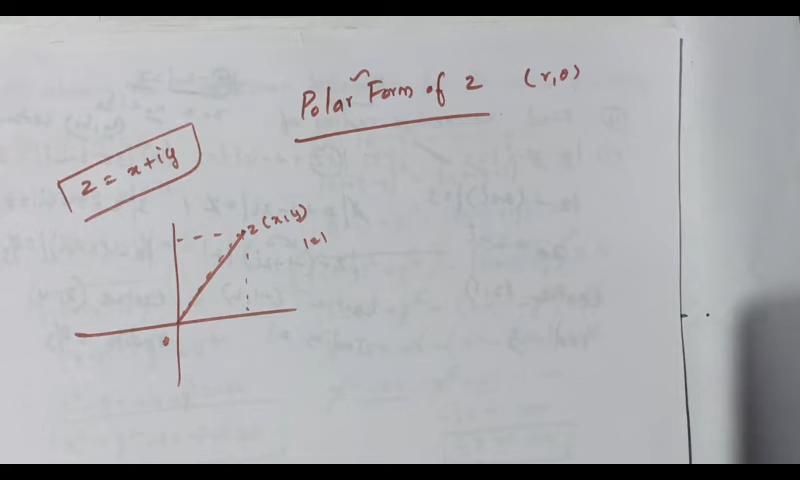 Polar Form of z (r,θ)
z = x+iy
z(x,y)
|z|
0